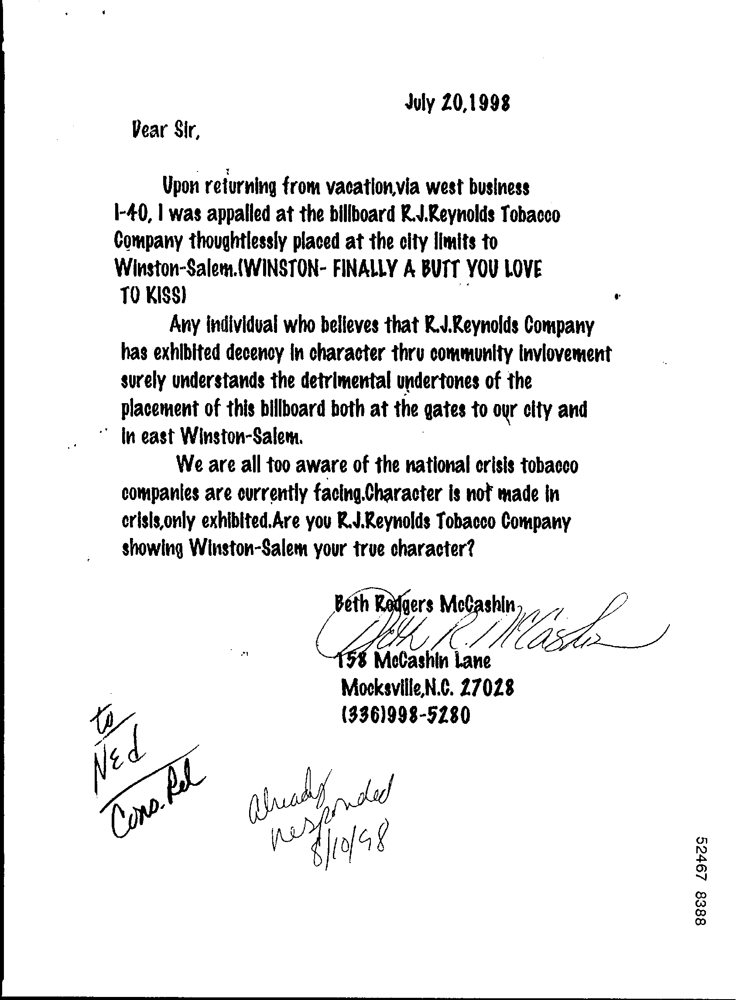 July 20,1998
Dear Sir,
Upon returning from vacation,via west business
I-40, I was appalled at the billboard R.J.Reynolds Tobacco
Company thoughtlessly placed at the city limits to
Winston-Salem.(WINSTON- FINALLY A BUTT YOU LOVE
TO KISS)
Any individual who believes that R.J.Reynolds Company
has exhibited decency in character thru community invlovement
surely understands the detrimental undertones of the
placement of this billboard both at the gates to our city and
in east Winston-Salem.
We are all too aware of the national crisis tobacco
companies are currently facing.Character is not made in
crisis,only exhibited.Are you R.J.Reynolds Tobacco Company
showing Winston-Salem your true character?
Beth Rodgers McCashin
Beth R. McCashin
158 McCashin Lane
Mocksville,N.C. 27028
(336)998-5280
to
Ned
Cons. Rel
already
responded
8/10/98
52467 8388